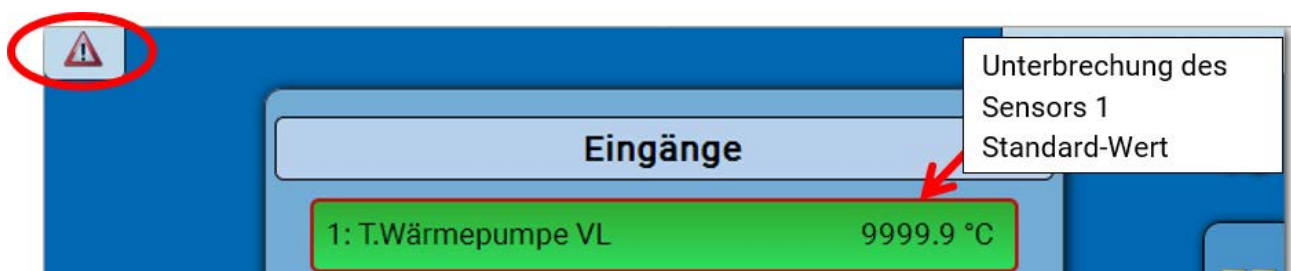 Unterbrechung des
Sensors 1
Standard-Wert
Eingänge
1: T.Wärmepumpe VL 9999.9 °C